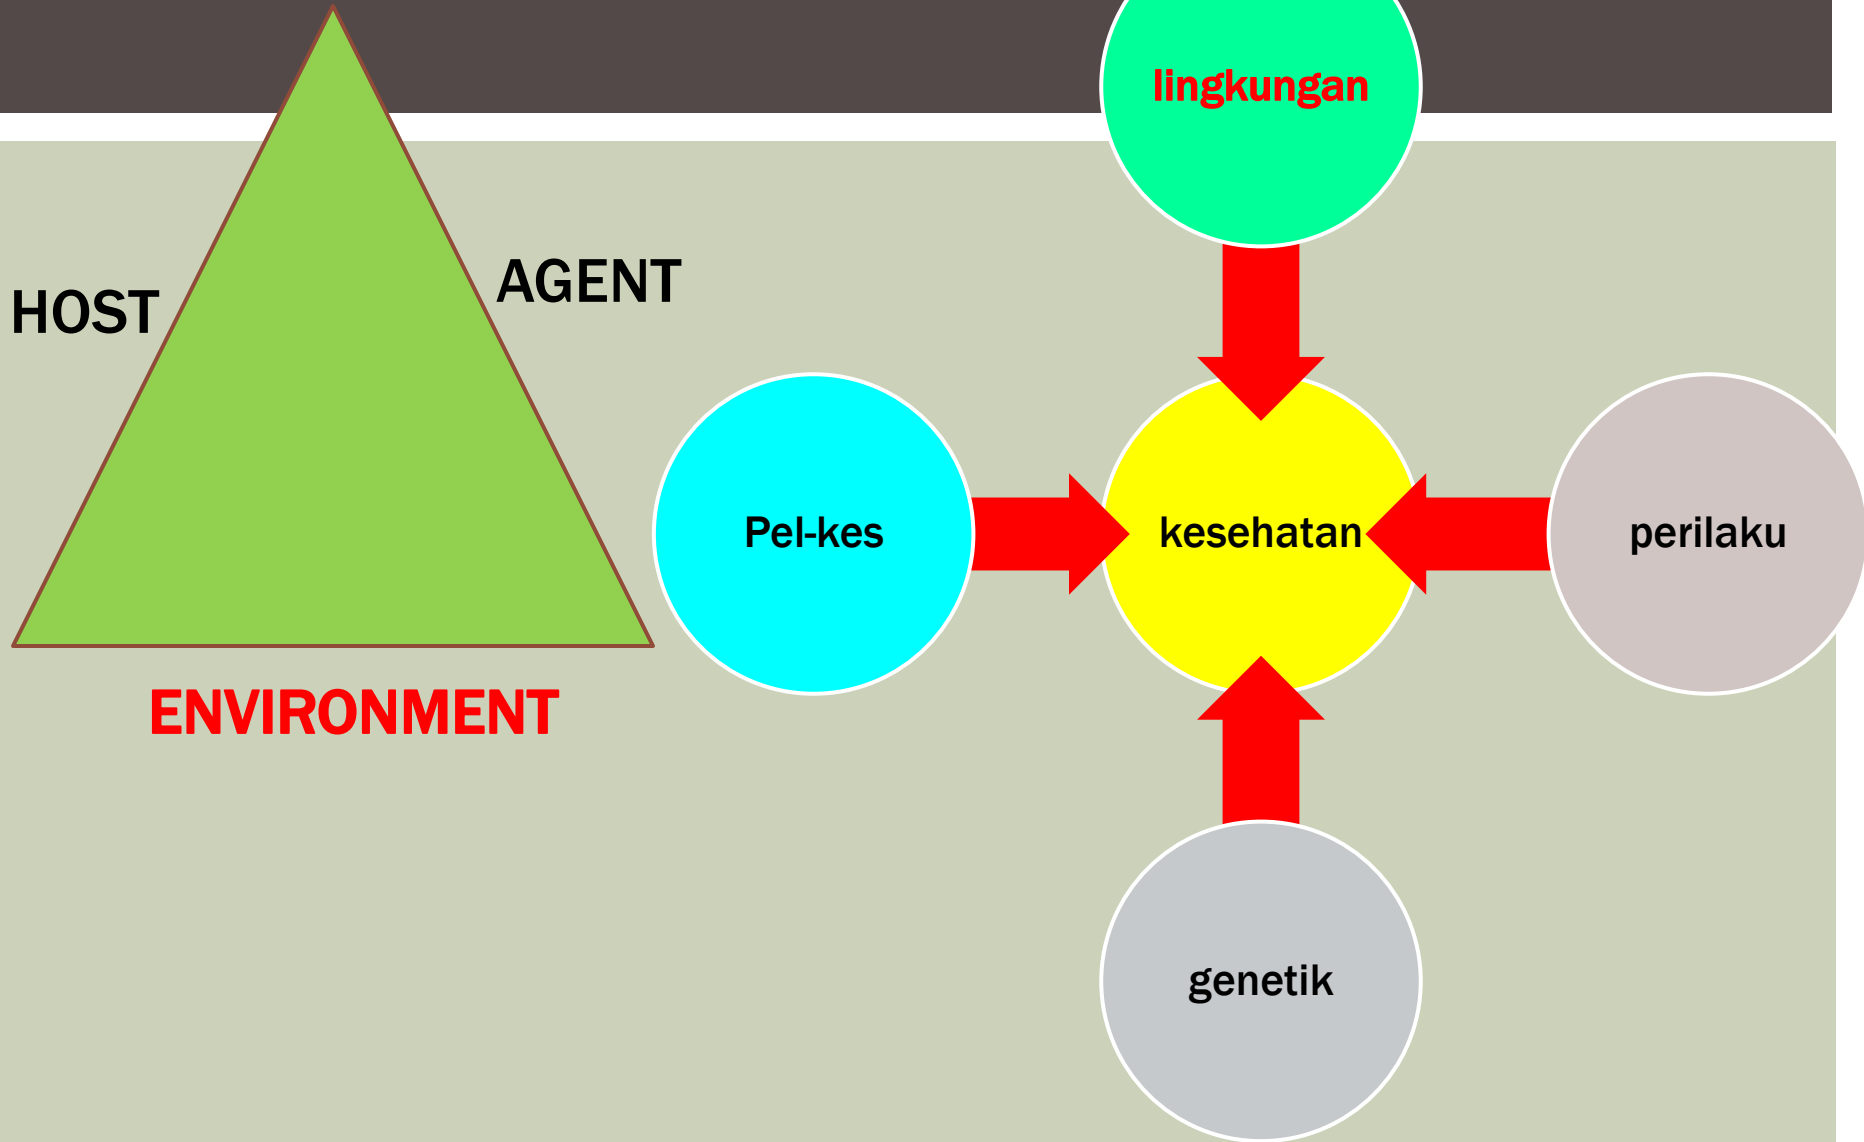 HOST
AGENT
ENVIRONMENT
lingkungan
Pel-kes
kesehatan
perilaku
genetik